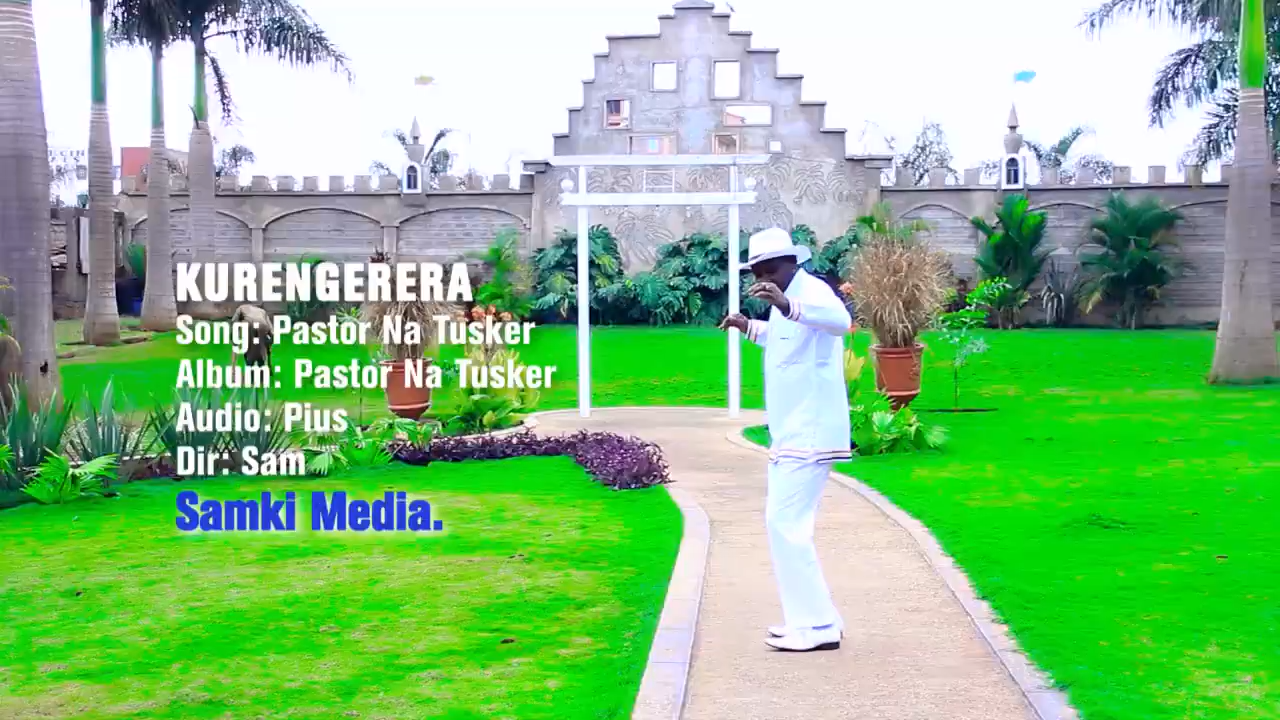 KURENGERERA
Song: Pastor Na Tusker
Album: Pastor Na Tusker
Audio: Pius
Dir: Sam
Samki Media.